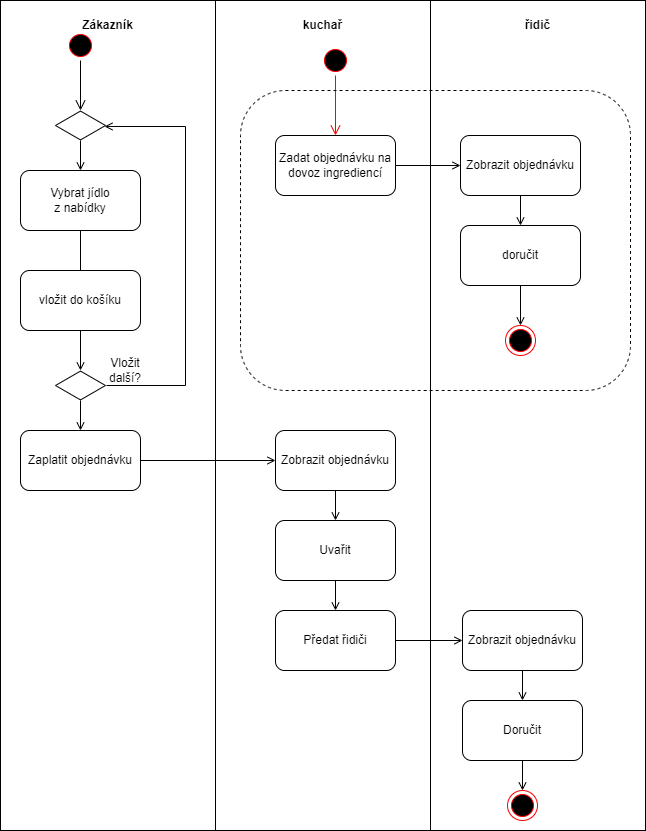 Zákazník
kuchař
řidič
Zadat objednávku na
dovoz ingrediencí
Zobrazit objednávku
Vybrat jídlo
z nabídky
doručit
vložit do košíku
Vložit
další?
Zaplatit objednávku
Zobrazit objednávku
Uvařit
Předat řidiči
Zobrazit objednávku
Doručit